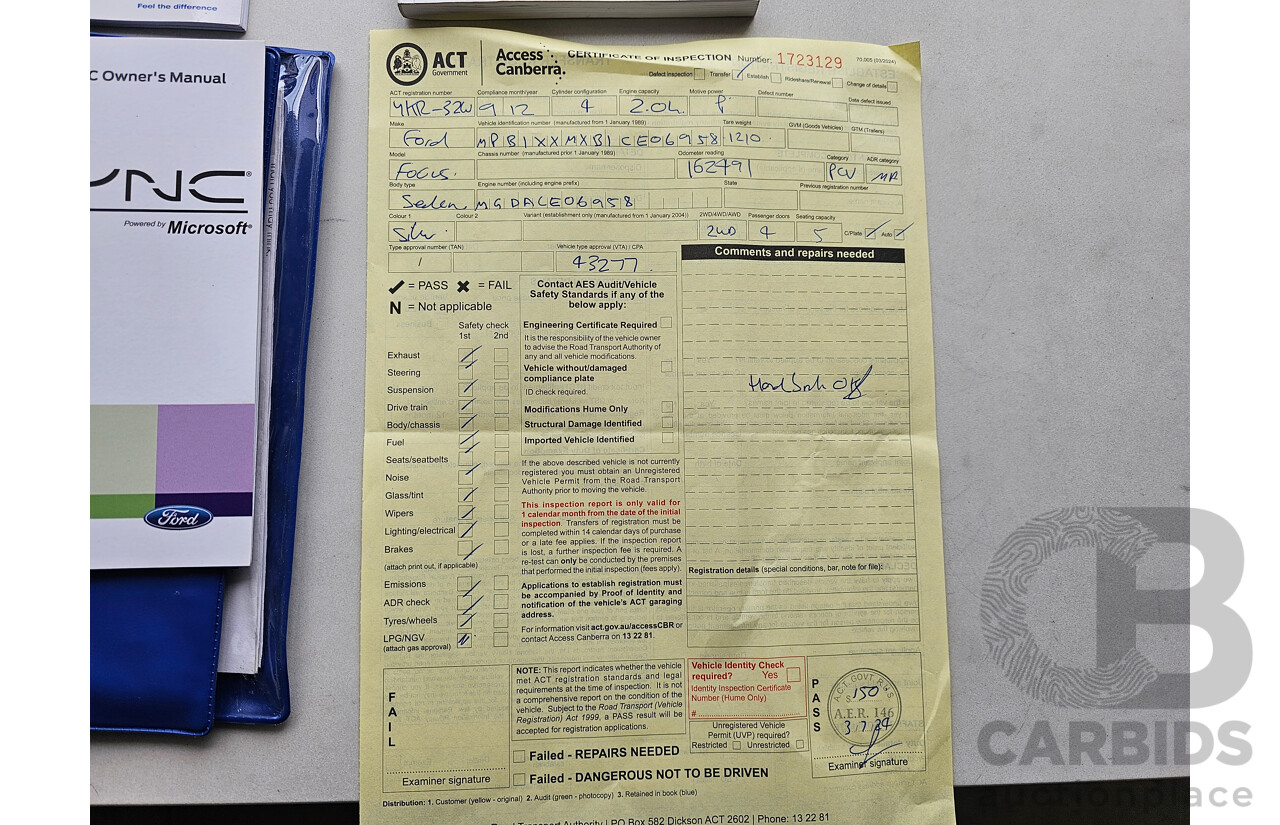 Feel the difference
C Owner's Manual
YNC
Powered by Microsoft
Ford
ACT Government
Access Canberra.
CERTIFICATE OF INSPECTION Number: 1723129
70.005 (03/2024)
Defect Inspection Transfer Establish Rideshare/Renewal Change of details
ACT registration number Compliance month/year Cylinder configuration Engine capacity Motive power Defect number Date defect issued
YKR-32W 9 12 4 2.0L P
Make Vehicle identification number (manufactured from 1 January 1989) Tare weight GVM (Goods Vehicles) GTM (Trailers)
Ford MPB1XXMXB1CE06958 1210
Model Chassis number (manufactured prior 1 January 1989) Odometer reading Category ADR category
Focus. 162491 PCV MA
Body type Engine number (including engine prefix) State Previous registration number
Sedan MGDACE06958
Colour 1 Colour 2 Variant (establishment only (manufactured from 1 January 2004)) 2WD/4WD/AWD Passenger doors Seating capacity
Silver 2WD 4 5 C/Plate Auto
Type approval number (TAN) Vehicle type approval (VTA) / CPA
/ 43277
Comments and repairs needed
✓ = PASS ✗ = FAIL
N = Not applicable
Safety check
1st 2nd
Exhaust
Steering
Suspension
Drive train
Body/chassis
Fuel
Seats/seatbelts
Noise
Glass/tint
Wipers
Lighting/electrical
Brakes
(attach print out, if applicable)
Emissions
ADR check
Tyres/wheels
LPG/NGV N
(attach gas approval)
Contact AES Audit/Vehicle
Safety Standards if any of the
below apply:
Engineering Certificate Required
It is the responsibility of the vehicle owner
to advise the Road Transport Authority of
any and all vehicle modifications.
Vehicle without/damaged
compliance plate
ID check required.
Modifications Hume Only
Structural Damage Identified
Imported Vehicle Identified
If the above described vehicle is not currently
registered you must obtain an Unregistered
Vehicle Permit from the Road Transport
Authority prior to moving the vehicle.
This inspection report is only valid for
1 calendar month from the date of the initial
inspection. Transfers of registration must be
completed within 14 calendar days of purchase
or a late fee applies. If the inspection report
is lost, a further inspection fee is required. A
re-test can only be conducted by the premises
that performed the initial inspection (fees apply).
Applications to establish registration must
be accompanied by Proof of Identity and
notification of the vehicle's ACT garaging
address.
For information visit act.gov.au/accessCBR or
contact Access Canberra on 13 22 81.
Registration details (special conditions, bar, note for file):
FAIL
Examiner signature
NOTE: This report indicates whether the vehicle
met ACT registration standards and legal
requirements at the time of inspection. It is not
a comprehensive report on the condition of the
vehicle. Subject to the Road Transport (Vehicle
Registration) Act 1999, a PASS result will be
accepted for registration applications.
Vehicle Identity Check
required? Yes
Identity Inspection Certificate
Number (Hume Only)
#
Unregistered Vehicle
Permit (UVP) required?
Restricted Unrestricted
PASS
A.C.T. GOVT R.U.S
150
A.E.R. 146
3/7/24
Examiner signature
Failed - REPAIRS NEEDED
Failed - DANGEROUS NOT TO BE DRIVEN
Distribution: 1. Customer (yellow - original) 2. Audit (green - photocopy) 3. Retained in book (blue)
Road Transport Authority | PO Box 582 Dickson ACT 2602 | Phone: 13 22 81
CB
CARBIDS
auctionplace